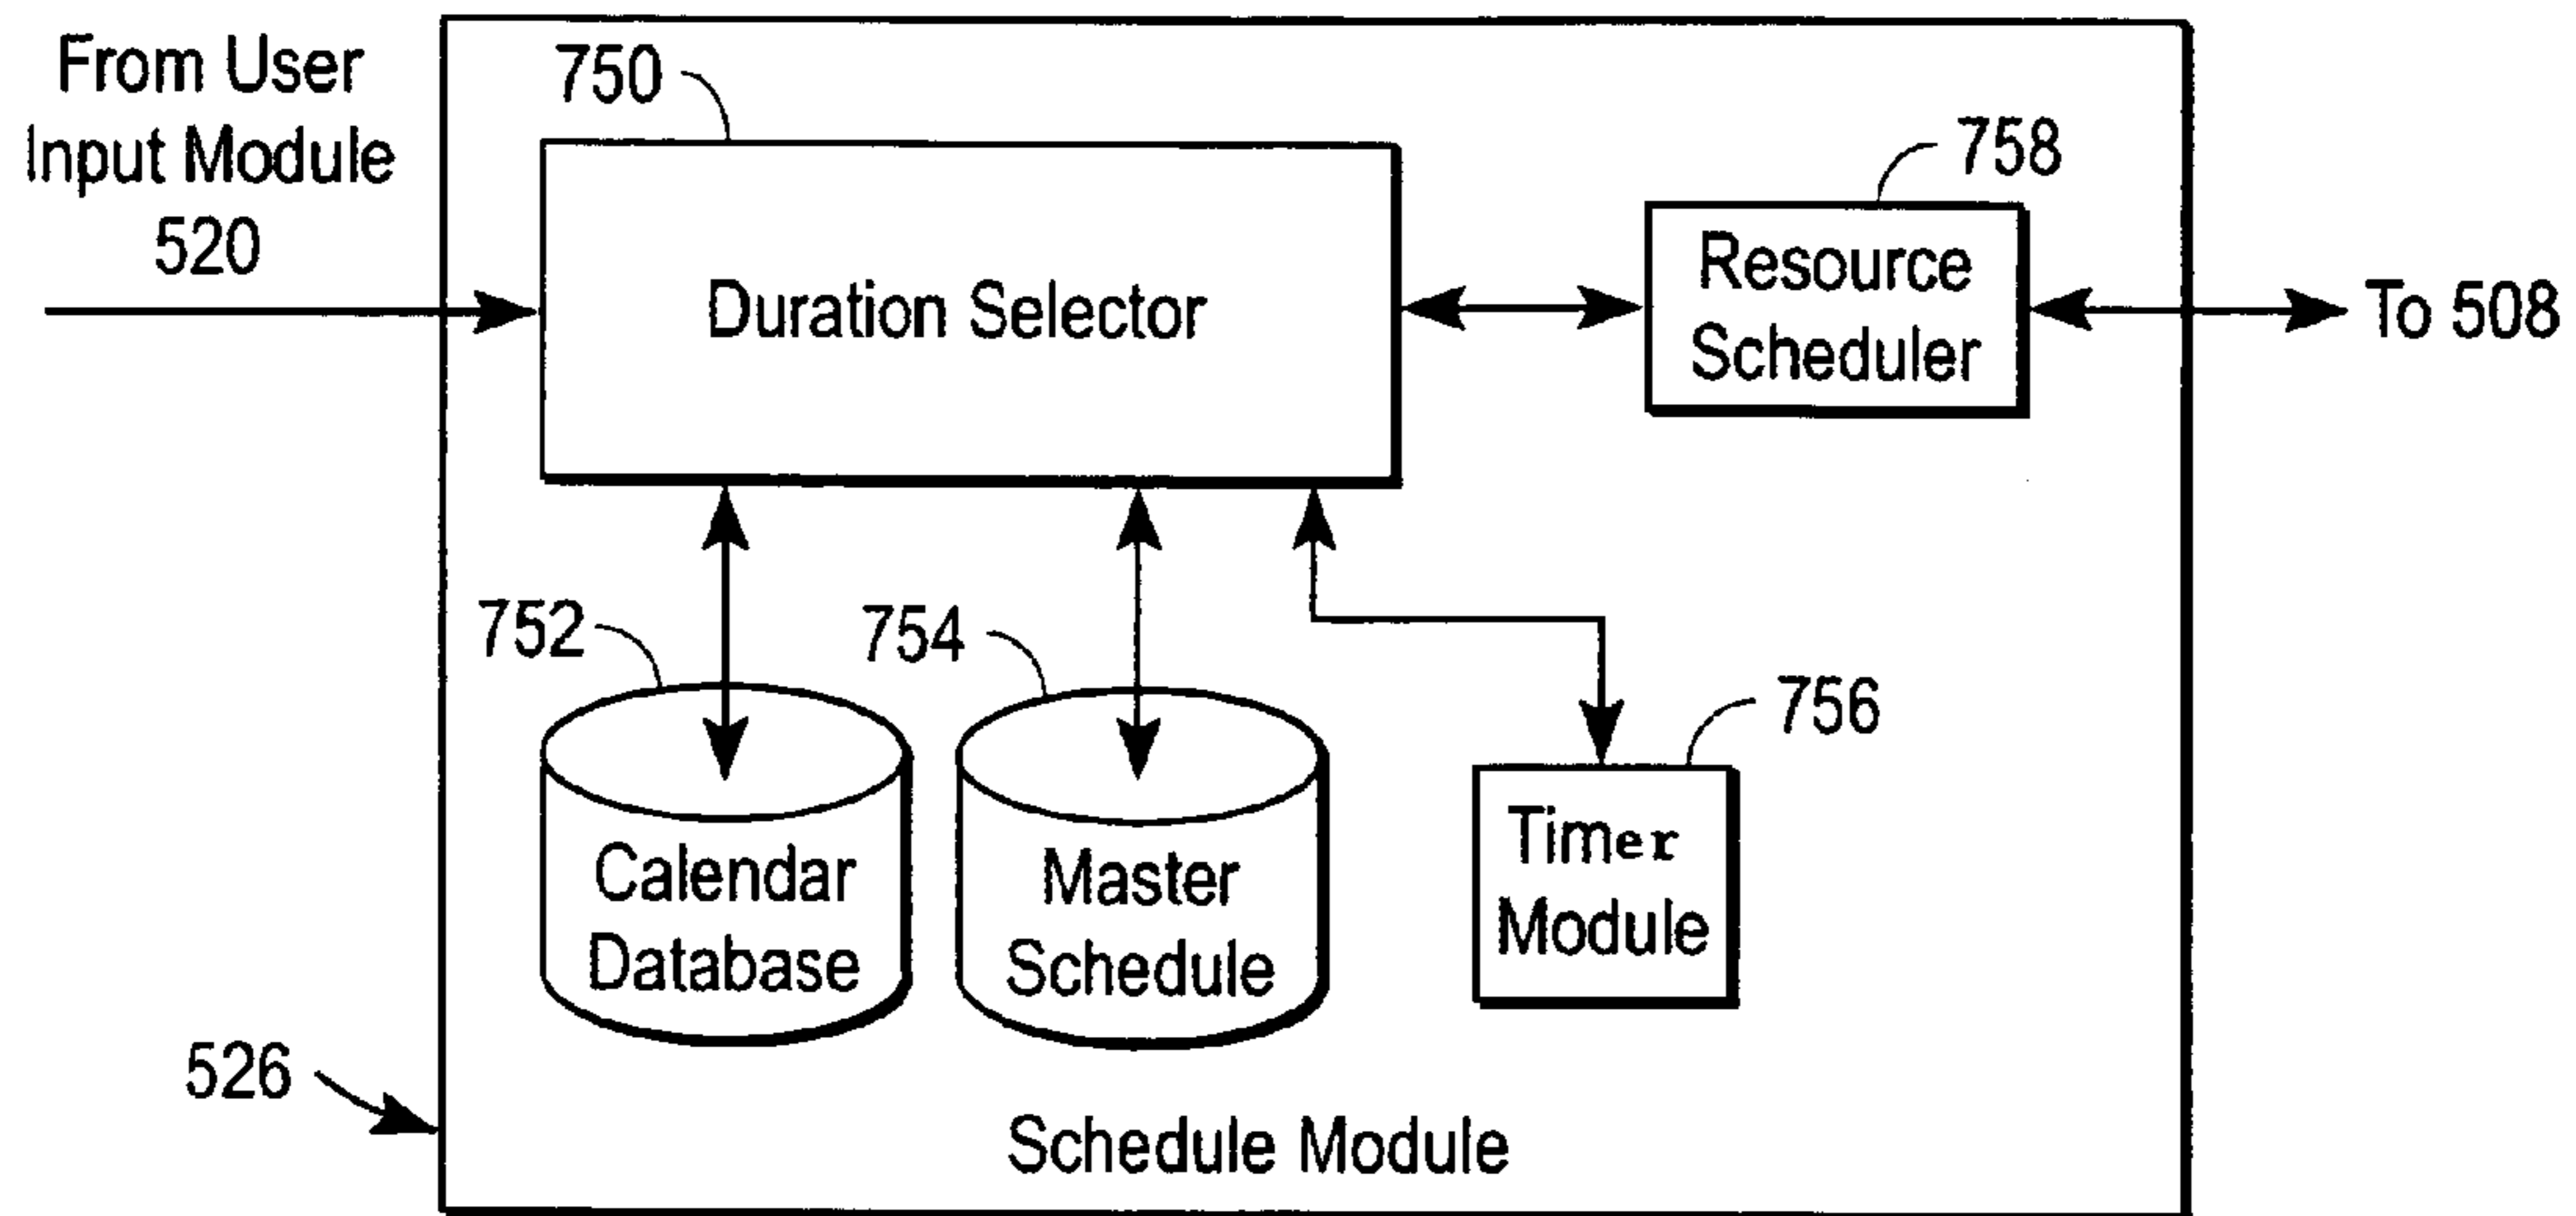 From User
Input Module
520
750
Duration Selector
758
Resource
Scheduler
To 508
752
754
756
Calendar
Database
Master
Schedule
Timer
Module
526
Schedule Module